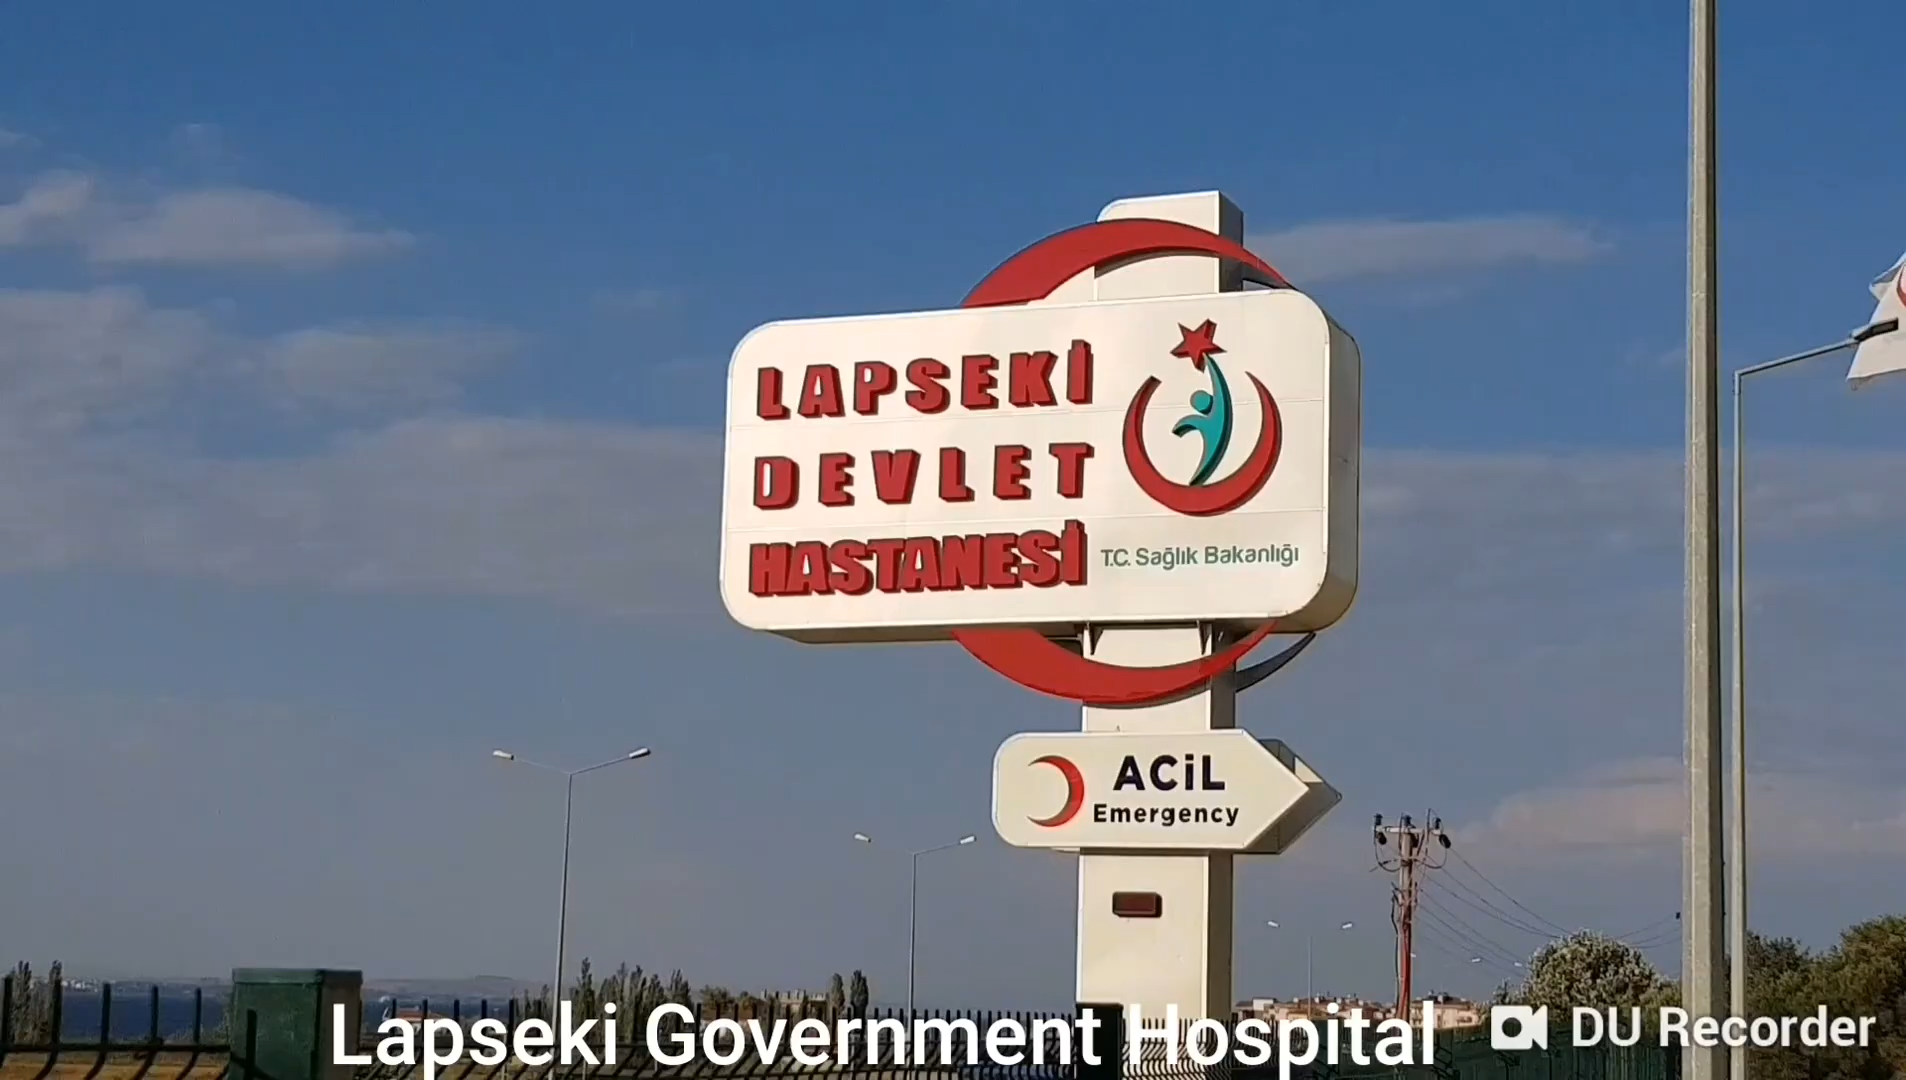 LAPSEKİ
DEVLET
HASTANESİ
T.C. Sağlık Bakanlığı
ACİL
Emergency
Lapseki Government Hospital
DU Recorder